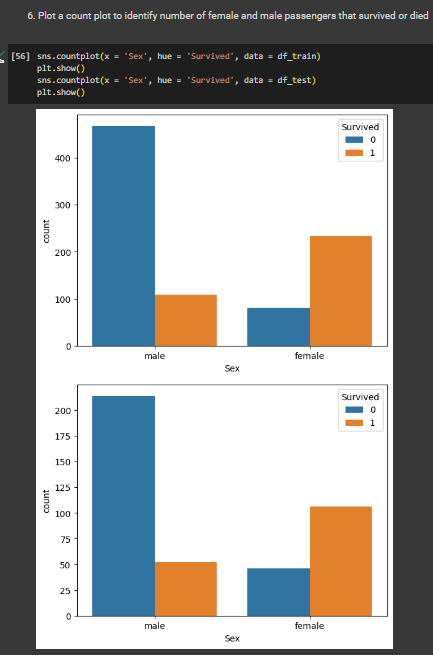 6. Plot a count plot to identify number of female and male passengers that survived or died
[56] sns.countplot(x = 'Sex', hue = 'Survived', data = df_train)
plt.show()
sns.countplot(x = 'Sex', hue = 'Survived', data = df_test)
plt.show()
Survived
0
1
400
300
200
100
0
count
male female
Sex
Survived
0
1
200
175
150
125
100
75
50
25
0
count
male female
Sex